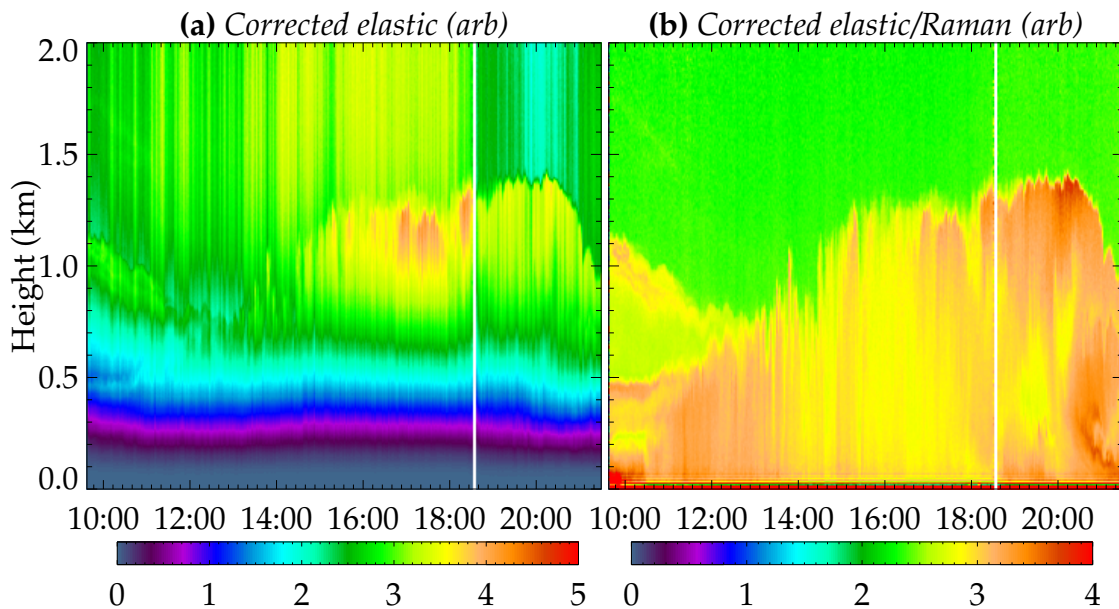 (a) Corrected elastic (arb)
(b) Corrected elastic/Raman (arb)
Height (km)
2.0
1.5
1.0
0.5
0.0
10:00 12:00 14:00 16:00 18:00 20:00
10:00 12:00 14:00 16:00 18:00 20:00
0 1 2 3 4 5
0 1 2 3 4